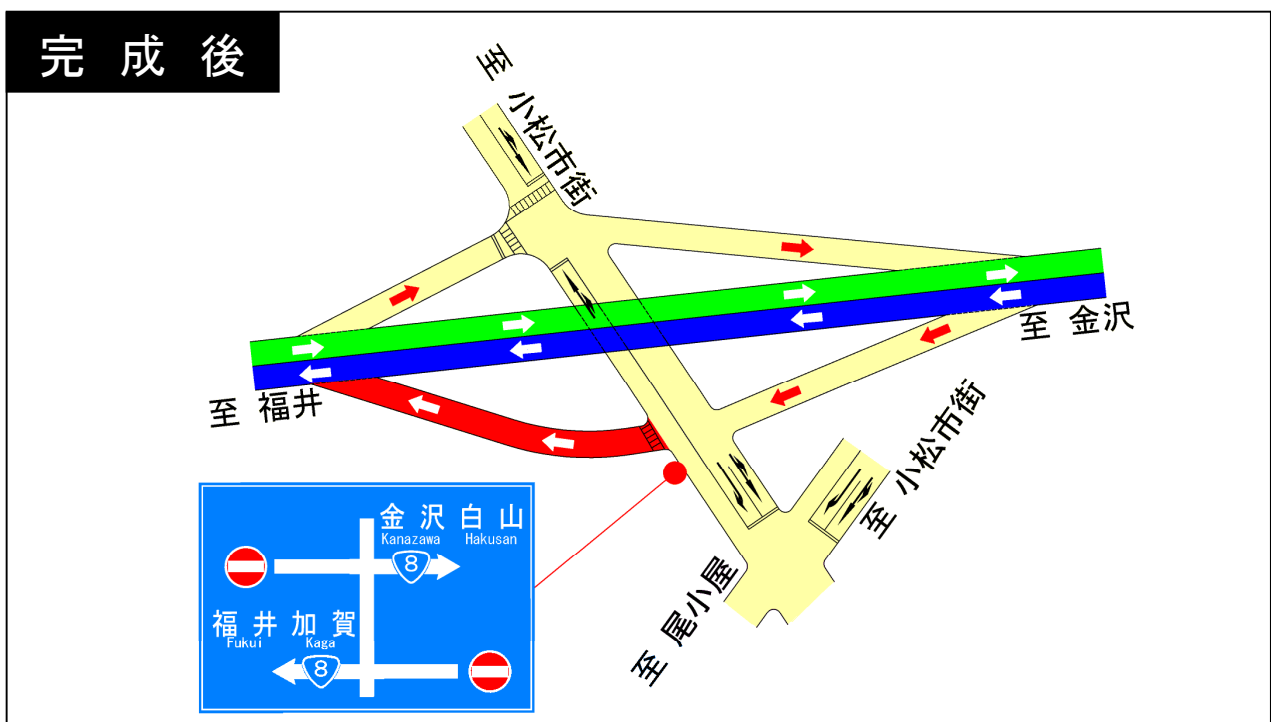 完成後
至 小松市街
至 金沢
至 福井
至 小松市街
至 尾小屋
金沢 白山
Kanazawa Hakusan
8
福井 加賀
Fukui Kaga
8